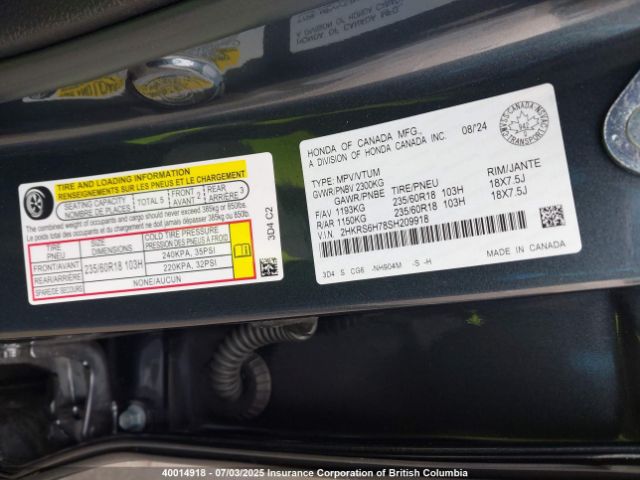 TIRE AND LOADING INFORMATION
RENSEIGNEMENTS SUR LES PNEUS ET LE CHARGEMENT
SEATING CAPACITY
NOMBRE DE PLACES
TOTAL 5
FRONT
AVANT 2
REAR
ARRIÈRE 3
The combined weight of occupants and cargo should never exceed 385kg or 850lb.
Le poids total des occupants et du chargement ne doit jamais dépasser 385kg ou 850lb.
TIRE
PNEU
SIZE
DIMENSIONS
COLD TIRE PRESSURE
PRESSION DES PNEUS À FROID
FRONT/AVANT
235/60R18 103H
240KPA, 35PSI
REAR/ARRIÈRE
220KPA, 32PSI
SPARE/DE SECOURS
NONE/AUCUN
3D4 C2
HONDA OF CANADA MFG.,
A DIVISION OF HONDA CANADA INC.
08/24
TYPE: MPV/VTUM
GVWR/PNBV 2300KG
GAWR/PNBE TIRE/PNEU RIM/JANTE
F/AV 1193KG 235/60R18 103H 18X7.5J
R/AR 1150KG 235/60R18 103H 18X7.5J
V.I.N. 2HKRS6H78SH209918
MADE IN CANADA
3D4 S CG6 -NH904M -S -H
CANADA
TRANSPORT
40014918 - 07/03/2025 Insurance Corporation of British Columbia